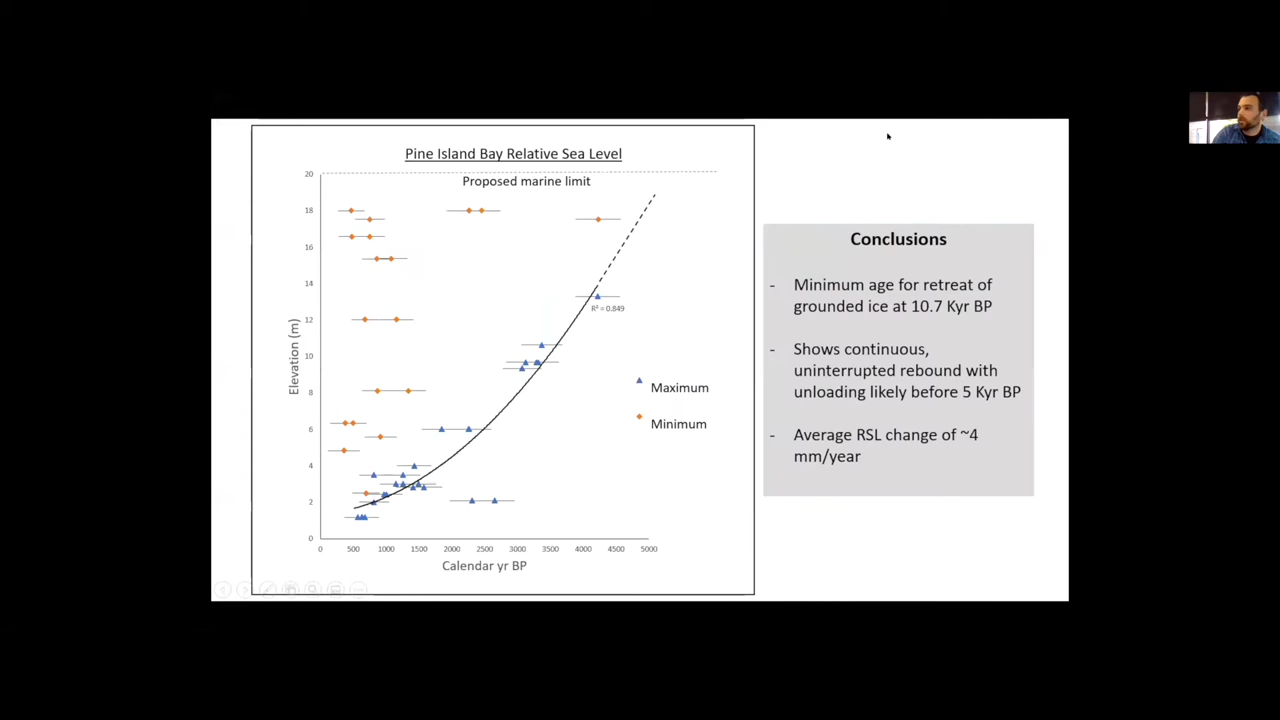 Pine Island Bay Relative Sea Level
Proposed marine limit
20
18
16
14
12
10
8
6
4
2
0
Elevation (m)
R² = 0.849
Maximum
Minimum
0 500 1000 1500 2000 2500 3000 3500 4000 4500 5000
Calendar yr BP
Conclusions
- Minimum age for retreat of
grounded ice at 10.7 Kyr BP
- Shows continuous,
uninterrupted rebound with
unloading likely before 5 Kyr BP
- Average RSL change of ~4
mm/year